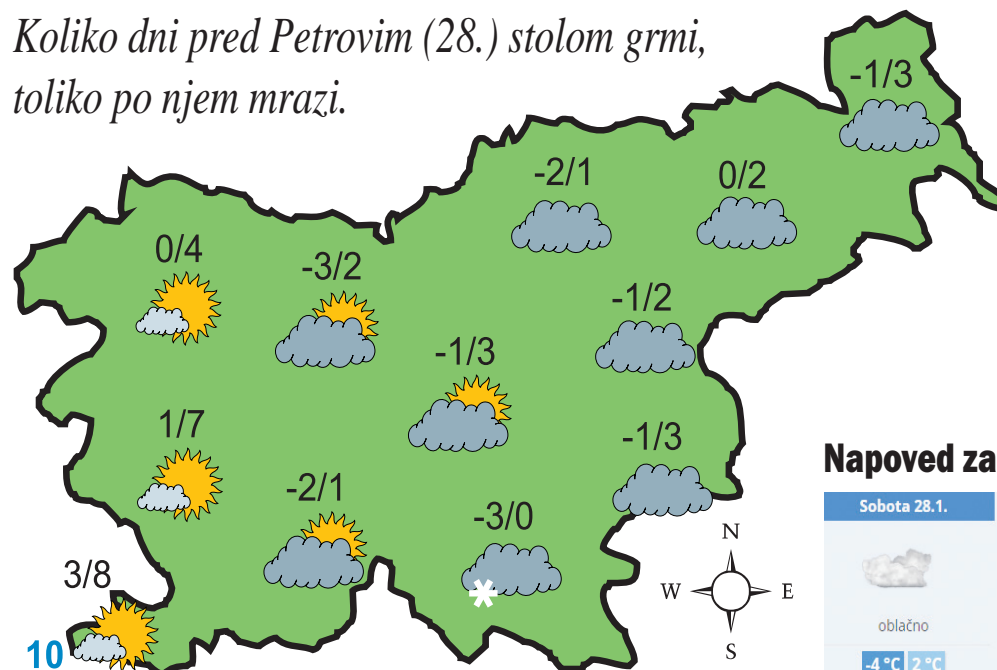 Koliko dni pred Petrovim (28.) stolom grmi,
toliko po njem mrazi.
-1/3
-2/1
0/2
0/4
-3/2
-1/2
-1/3
1/7
-1/3
-2/1
-3/0
3/8
10
N
W E
S
Napoved za
Sobota 28.1.
oblačno
-4 °C 2 °C